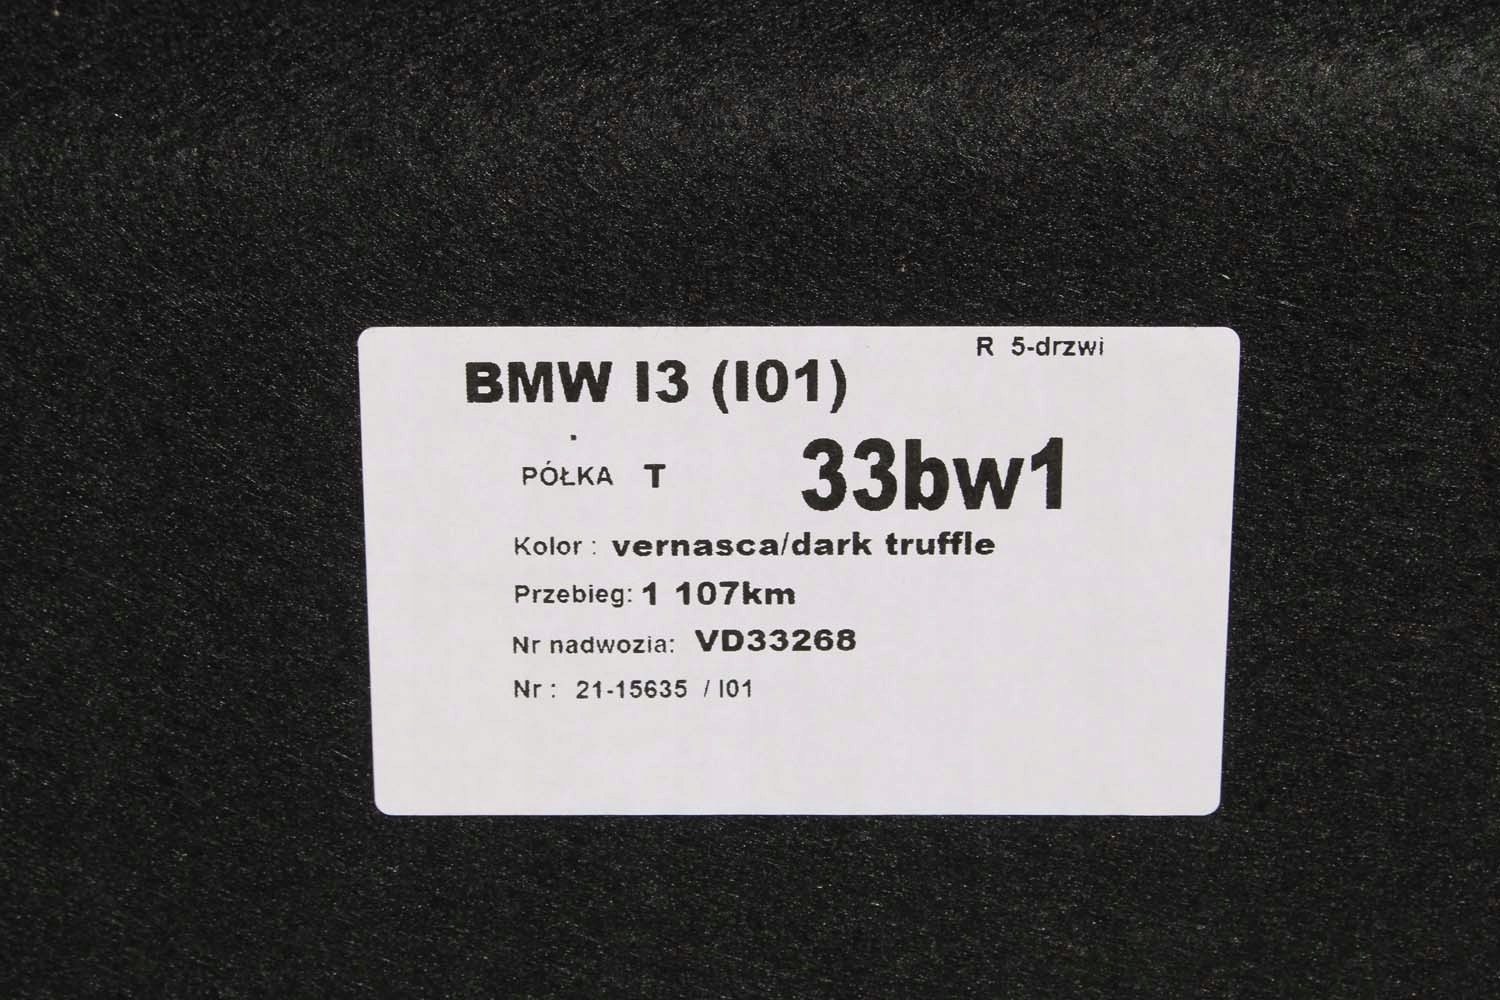 R 5-drzwi
BMW I3 (I01)
PÓŁKA T 33bw1
Kolor : vernasca/dark truffle
Przebieg: 1 107km
Nr nadwozia: VD33268
Nr : 21-15635 / I01